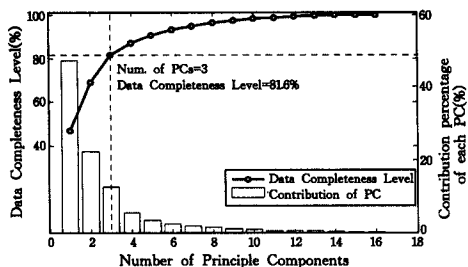 100
80
60
40
60
40
20
0
Data Completeness Level(%)
Contribution percentage
of each PC(%)
Num. of PCs=3
Data Completeness Level=81.6%
Data Completeness Level
Contribution of PC
0 2 4 6 8 10 12 14 16 18
Number of Principle Components